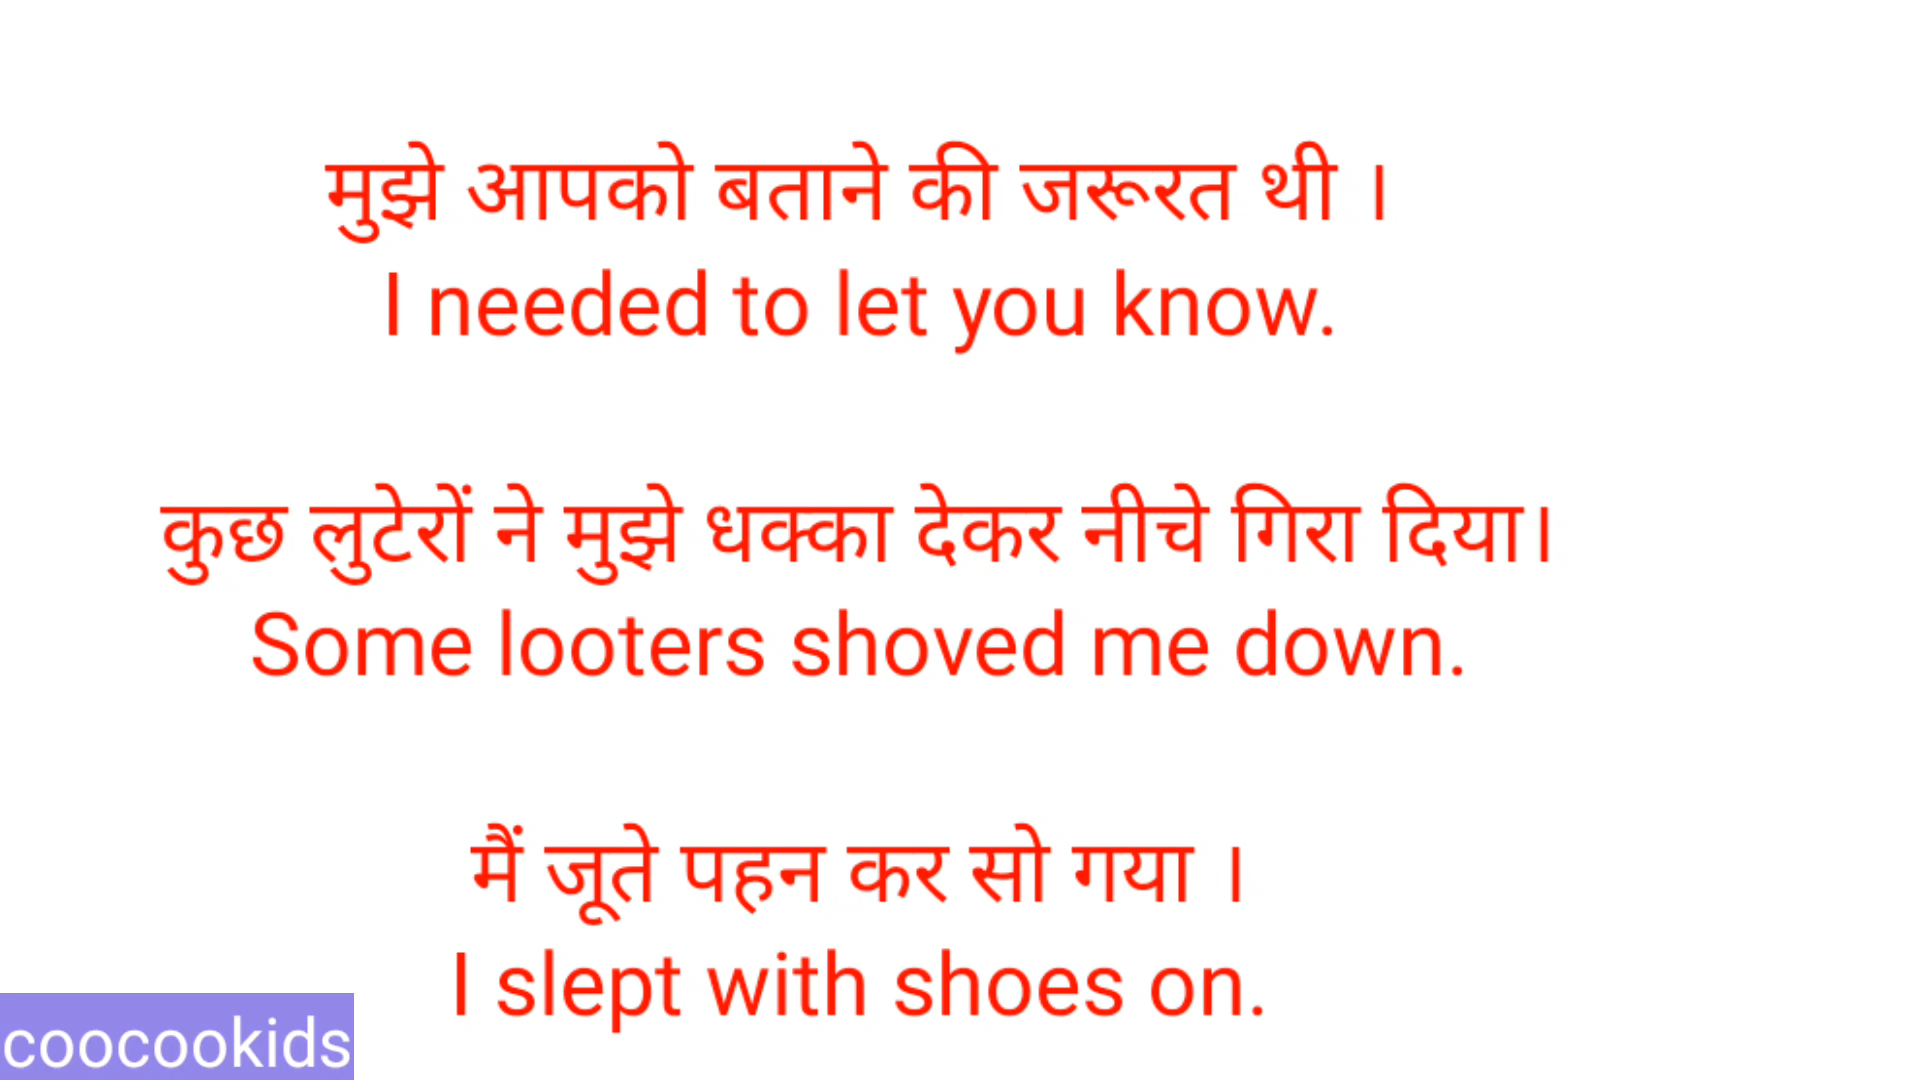 मुझे आपको बताने की जरूरत थी ।
I needed to let you know.
कुछ लुटेरों ने मुझे धक्का देकर नीचे गिरा दिया।
Some looters shoved me down.
मैं जूते पहन कर सो गया ।
I slept with shoes on.
coocookids